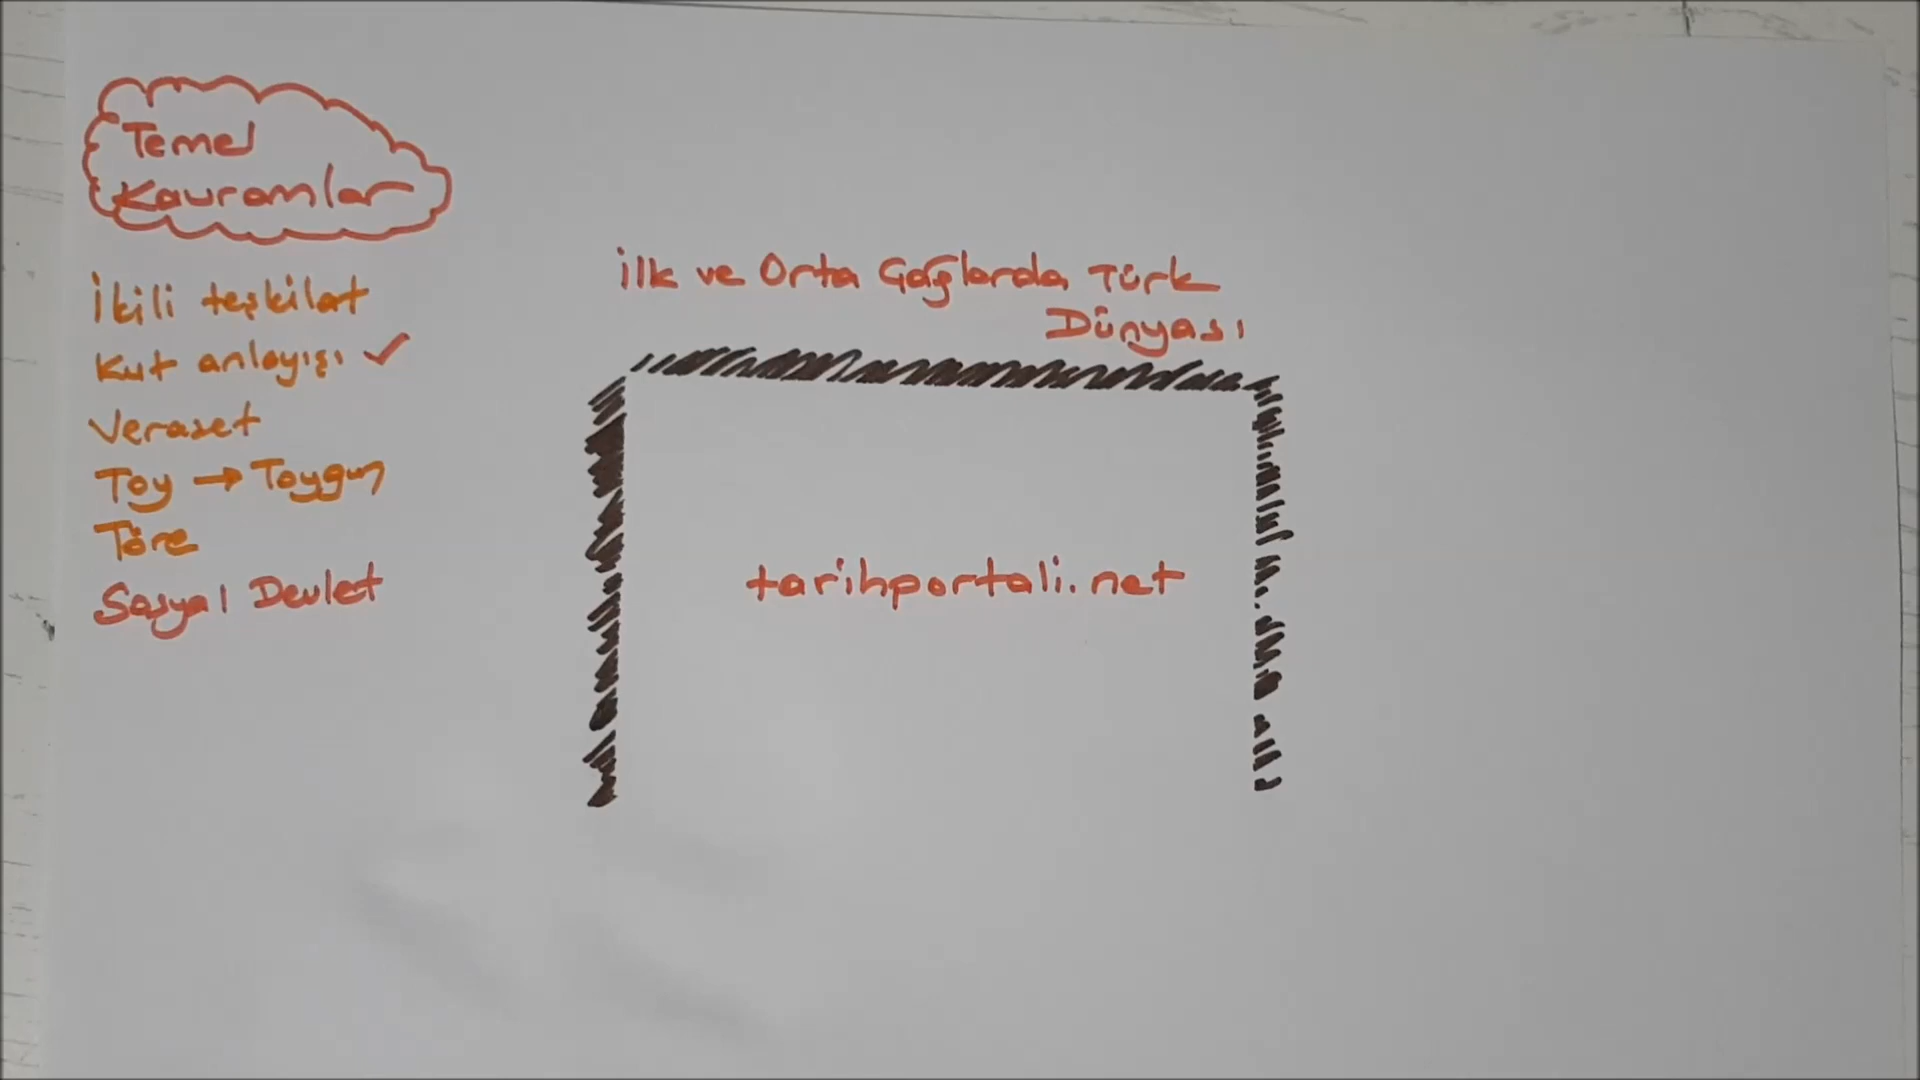 Temel
Kavramlar
İkili teşkilat
Kut anlayışı ✓
Veraset
Toy → Toygun
Töre
Sosyal Devlet
İlk ve Orta Çağlarda Türk
Dünyası
tarihportali.net